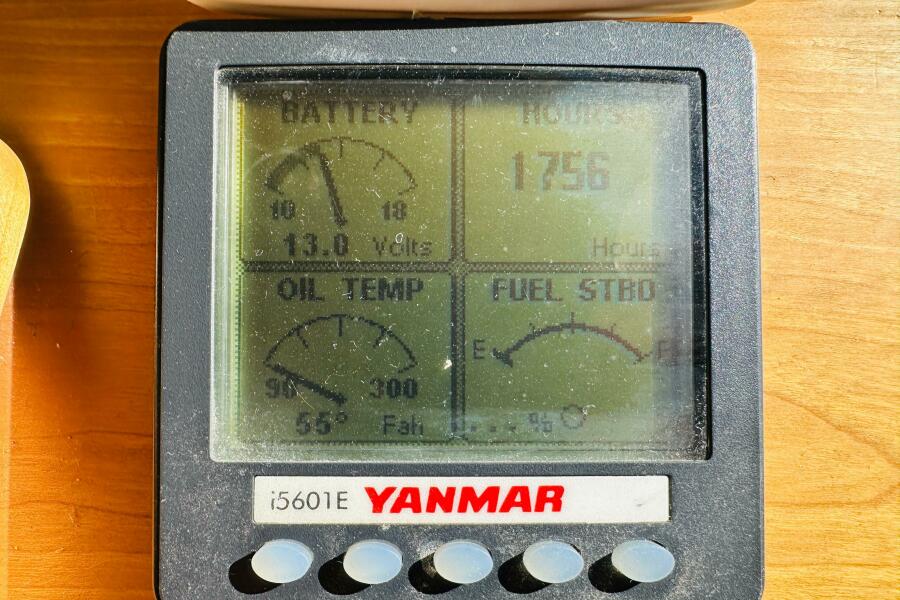 BATTERY
10 18
13.0 Volts
HOURS
1756
Hours
OIL TEMP
90 300
55° Fah
FUEL STBD
E F
... %
i5601E YANMAR